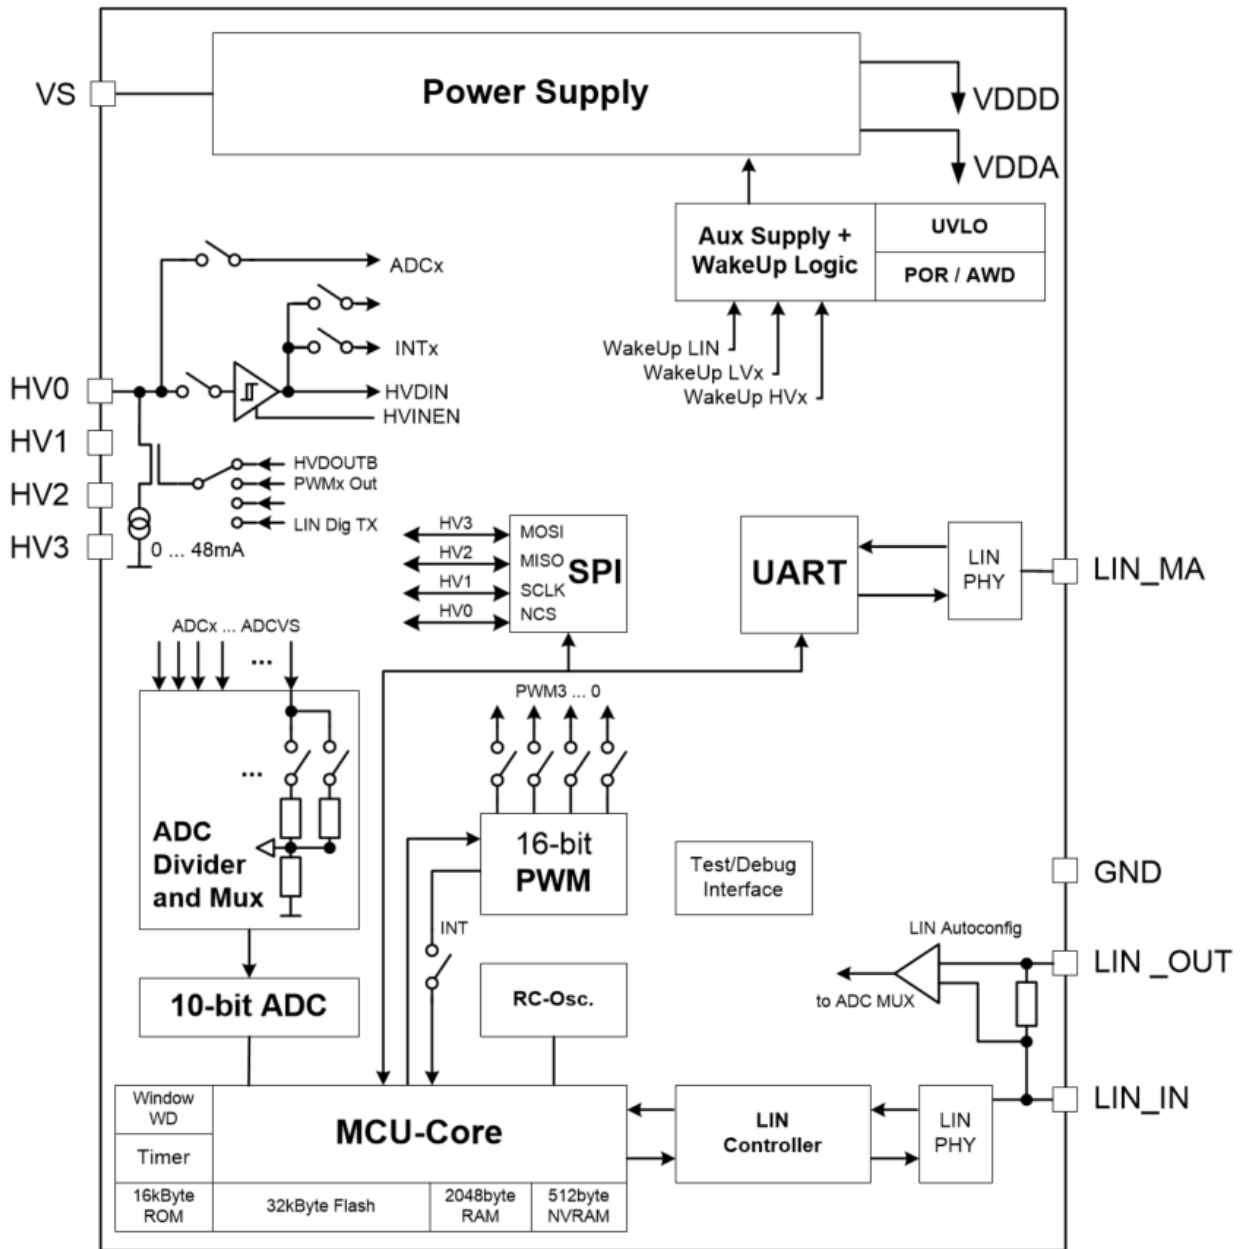 Power Supply
VS
VDDD
VDDA
Aux Supply +
WakeUp Logic
UVLO
POR / AWD
ADCx
INTx
WakeUp LIN
WakeUp LVx
WakeUp HVx
HV0
HVDIN
HVINEN
HV1
HVDOUTB
PWMx Out
HV2
LIN Dig TX
HV3
0 ... 48mA
HV3
HV2
HV1
HV0
MOSI
MISO
SCLK
NCS
SPI
UART
LIN
PHY
LIN_MA
ADCx ... ADCVS
...
PWM3 ... 0
...
ADC
Divider
and Mux
16-bit
PWM
Test/Debug
Interface
GND
INT
LIN Autoconfig
LIN _OUT
to ADC MUX
10-bit ADC
RC-Osc.
Window
WD
Timer
MCU-Core
LIN
Controller
LIN
PHY
LIN_IN
16kByte
ROM
32kByte Flash
2048byte
RAM
512byte
NVRAM